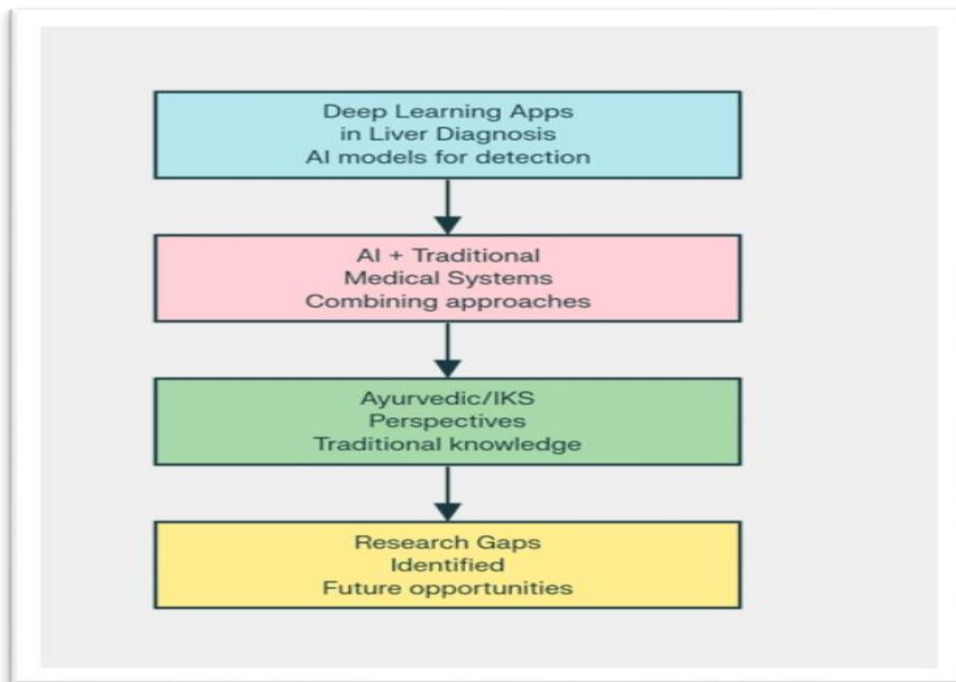 Deep Learning Apps
in Liver Diagnosis
AI models for detection
AI + Traditional
Medical Systems
Combining approaches
Ayurvedic/IKS
Perspectives
Traditional knowledge
Research Gaps
Identified
Future opportunities